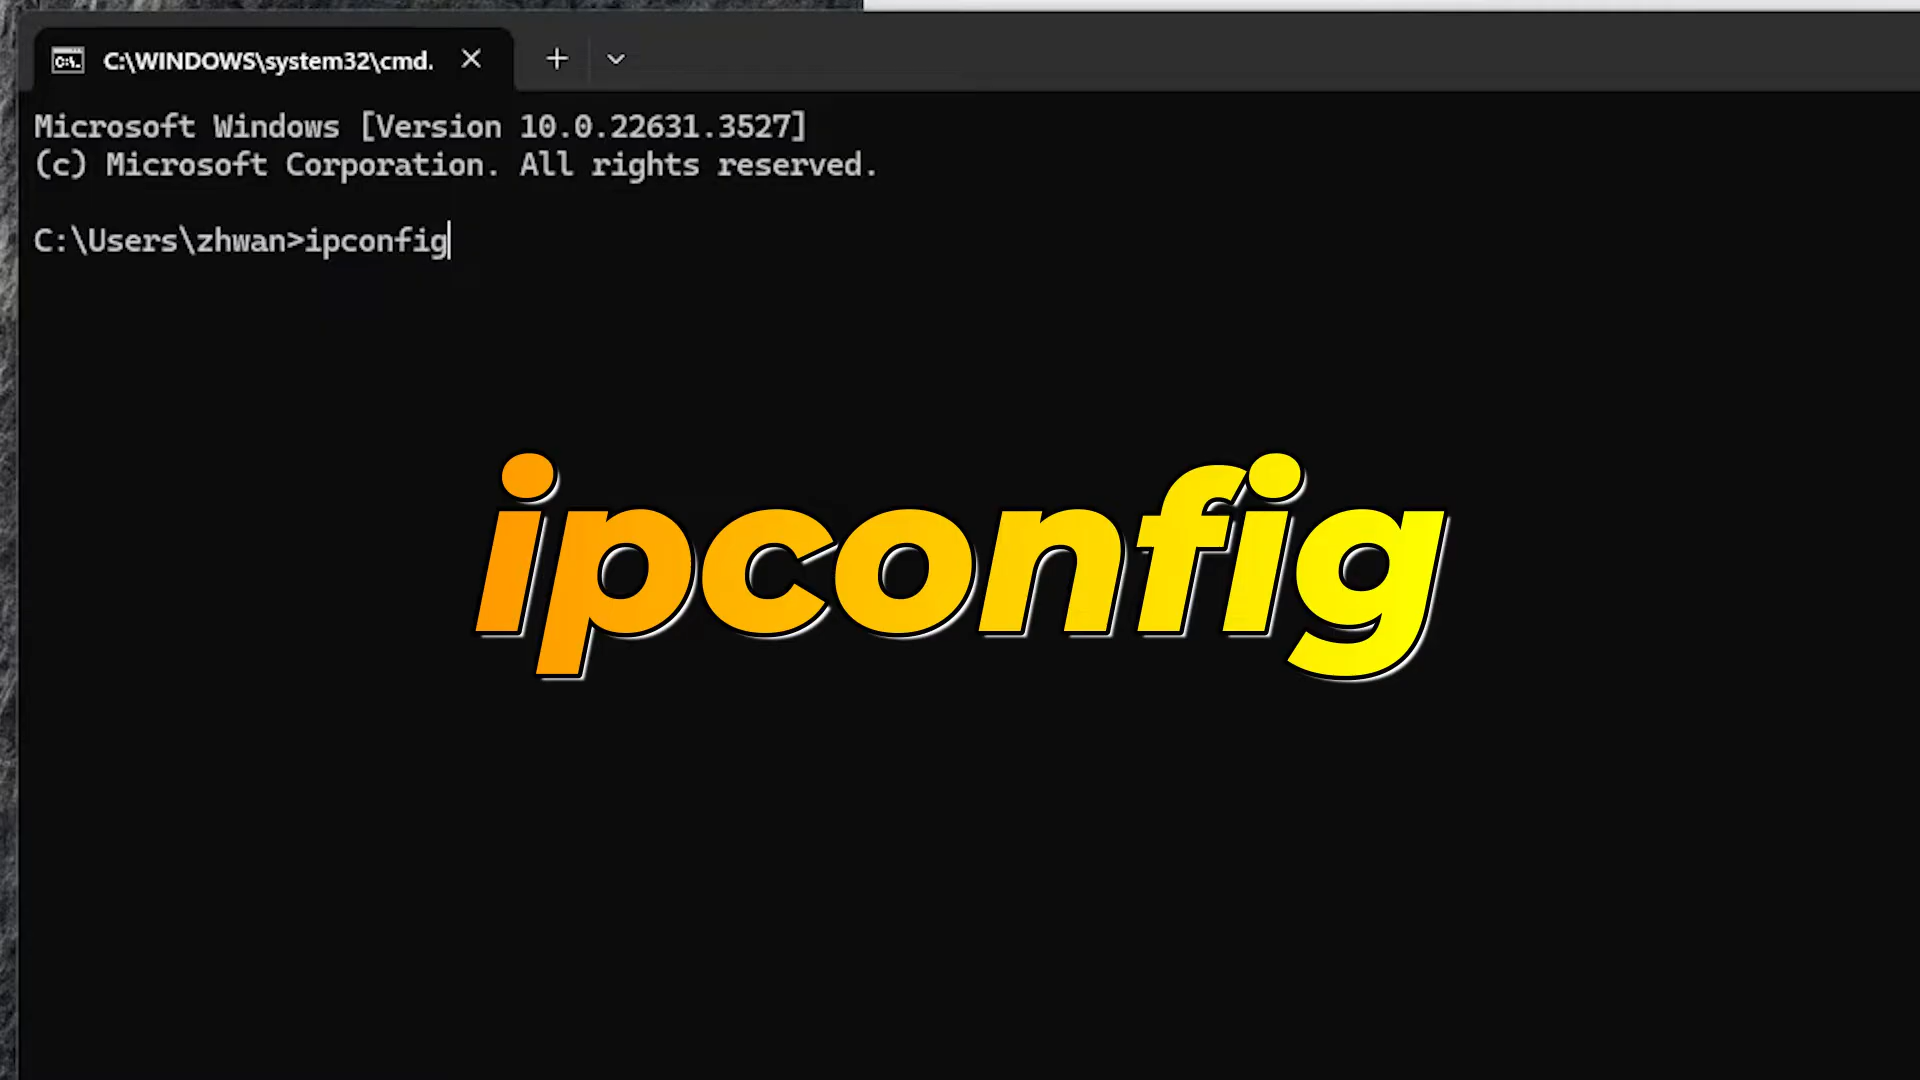 C:\WINDOWS\system32\cmd.
Microsoft Windows [Version 10.0.22631.3527]
(c) Microsoft Corporation. All rights reserved.
C:\Users\zhwan>ipconfig
ipconfig